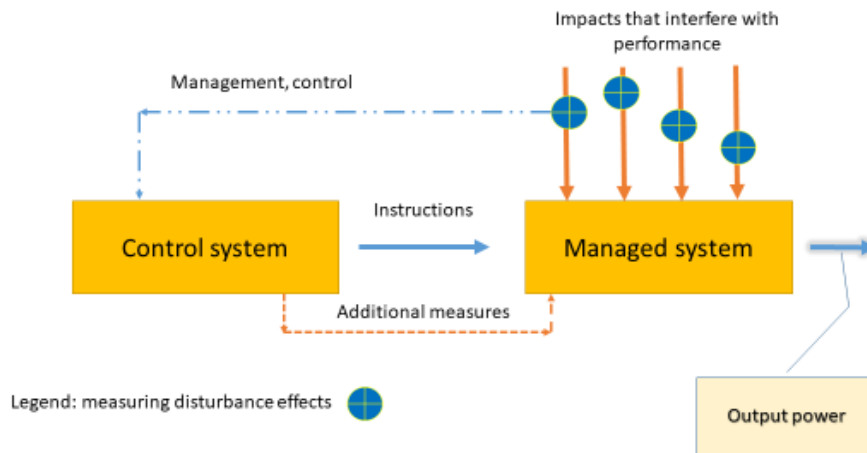 Impacts that interfere with
performance
Management, control
Instructions
Control system
Managed system
Additional measures
Legend: measuring disturbance effects
Output power